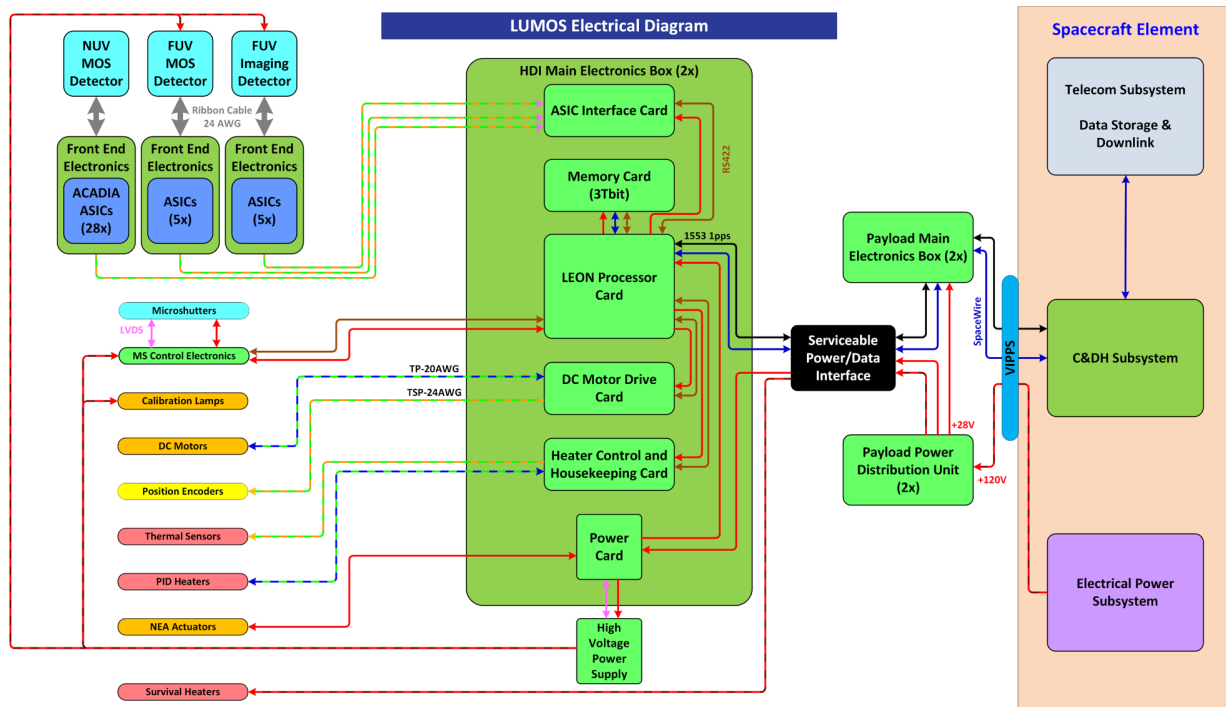 LUMOS Electrical Diagram
Spacecraft Element
NUV
MOS
Detector
FUV
MOS
Detector
FUV
Imaging
Detector
Ribbon Cable
24 AWG
Front End
Electronics
ACADIA
ASICs
(28x)
Front End
Electronics
ASICs
(5x)
Front End
Electronics
ASICs
(5x)
HDI Main Electronics Box (2x)
ASIC Interface Card
RS422
Memory Card
(3Tbit)
1553 1pps
LEON Processor
Card
DC Motor Drive
Card
Heater Control and
Housekeeping Card
Power
Card
High
Voltage
Power
Supply
Microshutters
LVDS
MS Control Electronics
Calibration Lamps
TP-20AWG
TSP-24AWG
DC Motors
Position Encoders
Thermal Sensors
PID Heaters
NEA Actuators
Survival Heaters
Serviceable
Power/Data
Interface
Payload Main
Electronics Box (2x)
SpaceWire
VIPPS
+28V
Payload Power
Distribution Unit
(2x)
+120V
Telecom Subsystem
Data Storage &
Downlink
C&DH Subsystem
Electrical Power
Subsystem